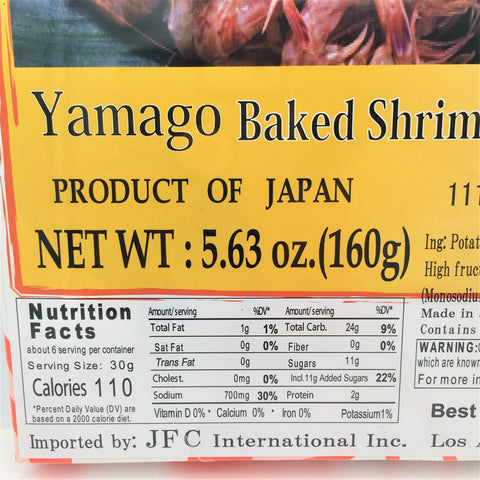 Yamago Baked Shrim
PRODUCT OF JAPAN
NET WT : 5.63 oz.(160g)
111
Ing: Potat
High fruct
(Monosodiu
Made in
Contains
WARNING:
which are known
For more in
Best
Los
Nutrition
Facts
about 6 serving per container
Serving Size: 30g
Calories 110
*Percent Daily Value (DV) are
based on a 2000 calorie diet.
Amount/serving %DV* Amount/serving %DV*
Total Fat 1g 1% Total Carb. 24g 9%
Sat Fat 0g 0% Fiber 0g 0%
Trans Fat 0g Sugars 11g
Cholest. 0mg 0% Incl.11g Added Sugars 22%
Sodium 700mg 30% Protein 2g
Vitamin D 0% · Calcium 0% · Iron 0% Potassium1%
Imported by: JFC International Inc.